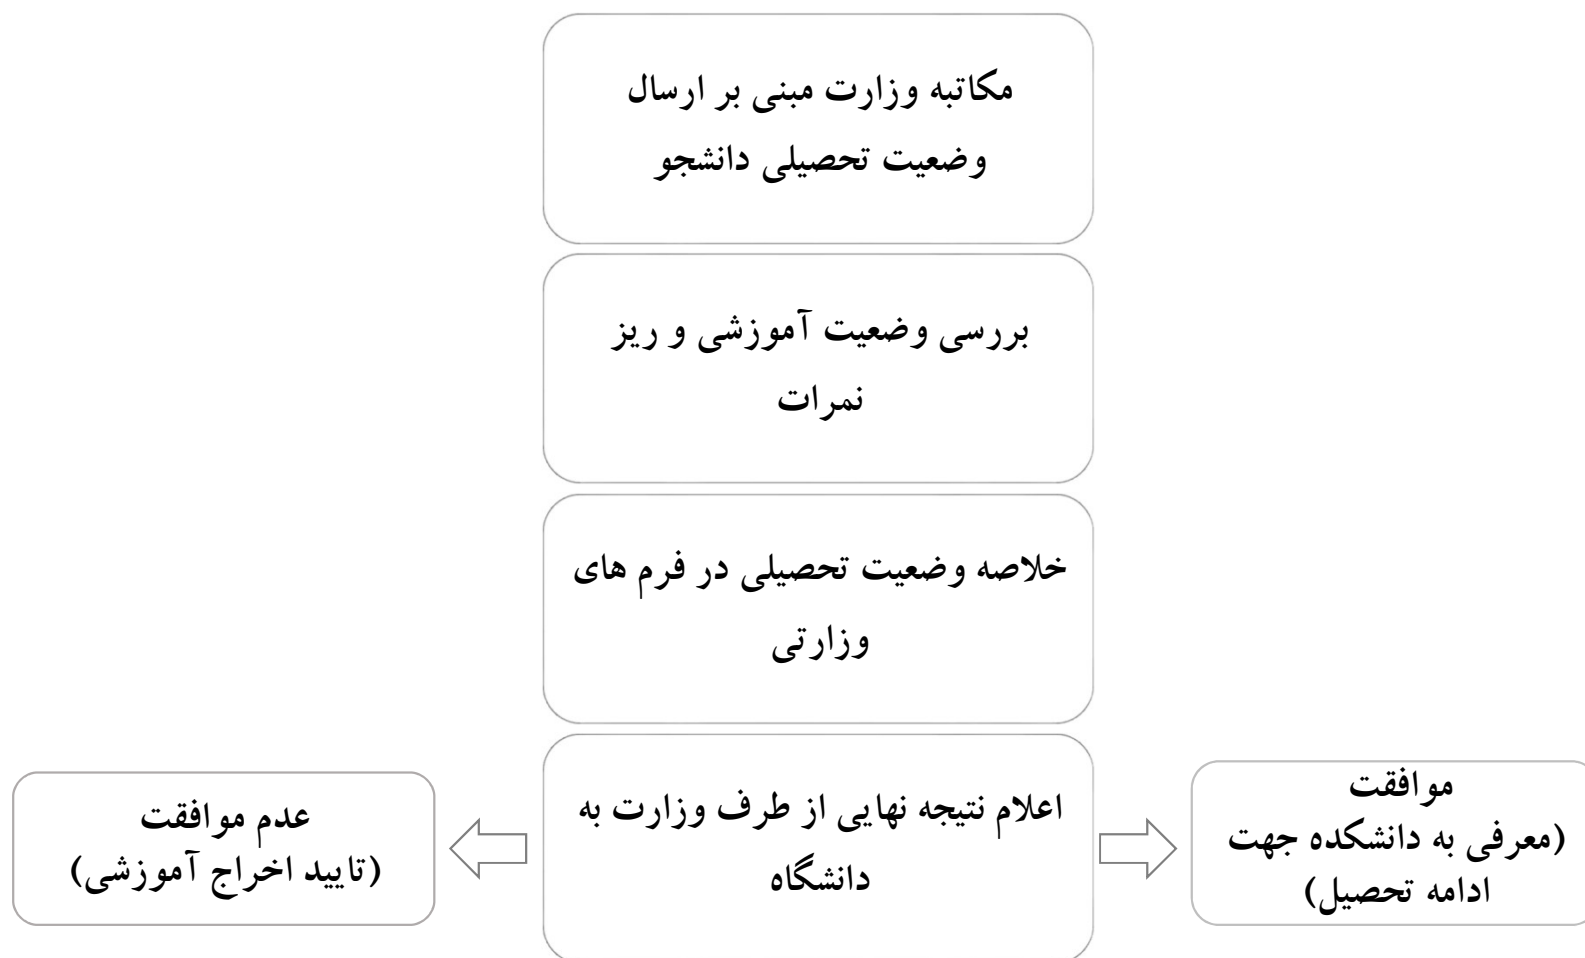 مکاتبه وزارت مبنی بر ارسال
وضعیت تحصیلی دانشجو
بررسی وضعیت آموزشی و ریز
نمرات
خلاصه وضعیت تحصیلی در فرم های
وزارتی
اعلام نتیجه نهایی از طرف وزارت به
دانشگاه
موافقت
(معرفی به دانشکده جهت
ادامه تحصیل)
عدم موافقت
(تایید اخراج آموزشی)